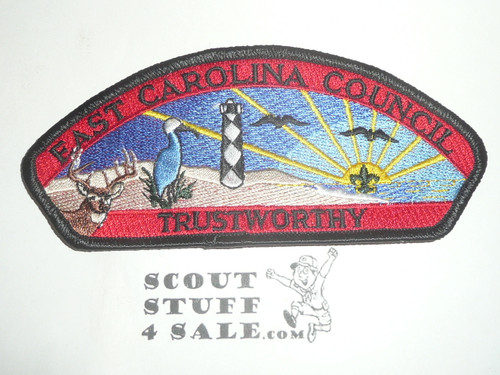 EAST CAROLINA COUNCIL
TRUSTWORTHY
SCOUT
STUFF
4 SALE.com